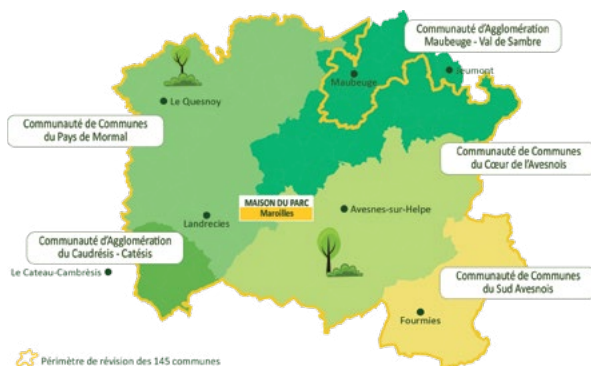 Communauté d'Agglomération
Maubeuge - Val de Sambre
Maubeuge
Jeumont
Le Quesnoy
Communauté de Communes
du Pays de Mormal
Communauté de Communes
du Cœur de l'Avesnois
MAISON DU PARC
Maroilles
Avesnes-sur-Helpe
Landrecies
Communauté d'Agglomération
du Caudrésis - Catésis
Le Cateau-Cambrèsis
Communauté de Communes
du Sud Avesnois
Fourmies
Périmètre de révision des 145 communes